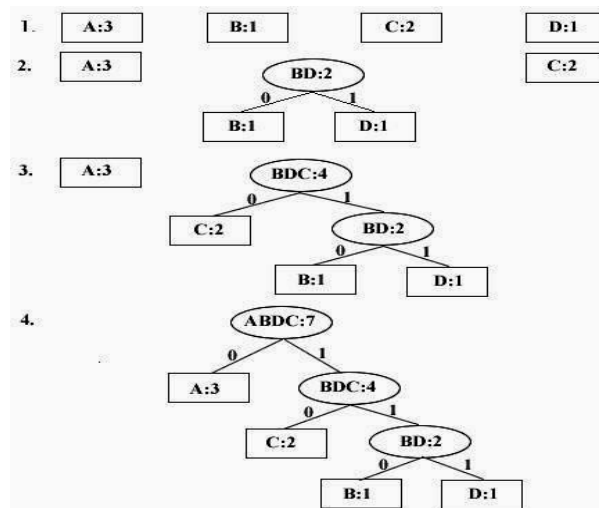 1. A:3 B:1 C:2 D:1
2. A:3 BD:2 C:2
0 1
B:1 D:1
3. A:3 BDC:4
0 1
C:2 BD:2
0 1
B:1 D:1
4. ABDC:7
0 1
A:3 BDC:4
0 1
C:2 BD:2
0 1
B:1 D:1